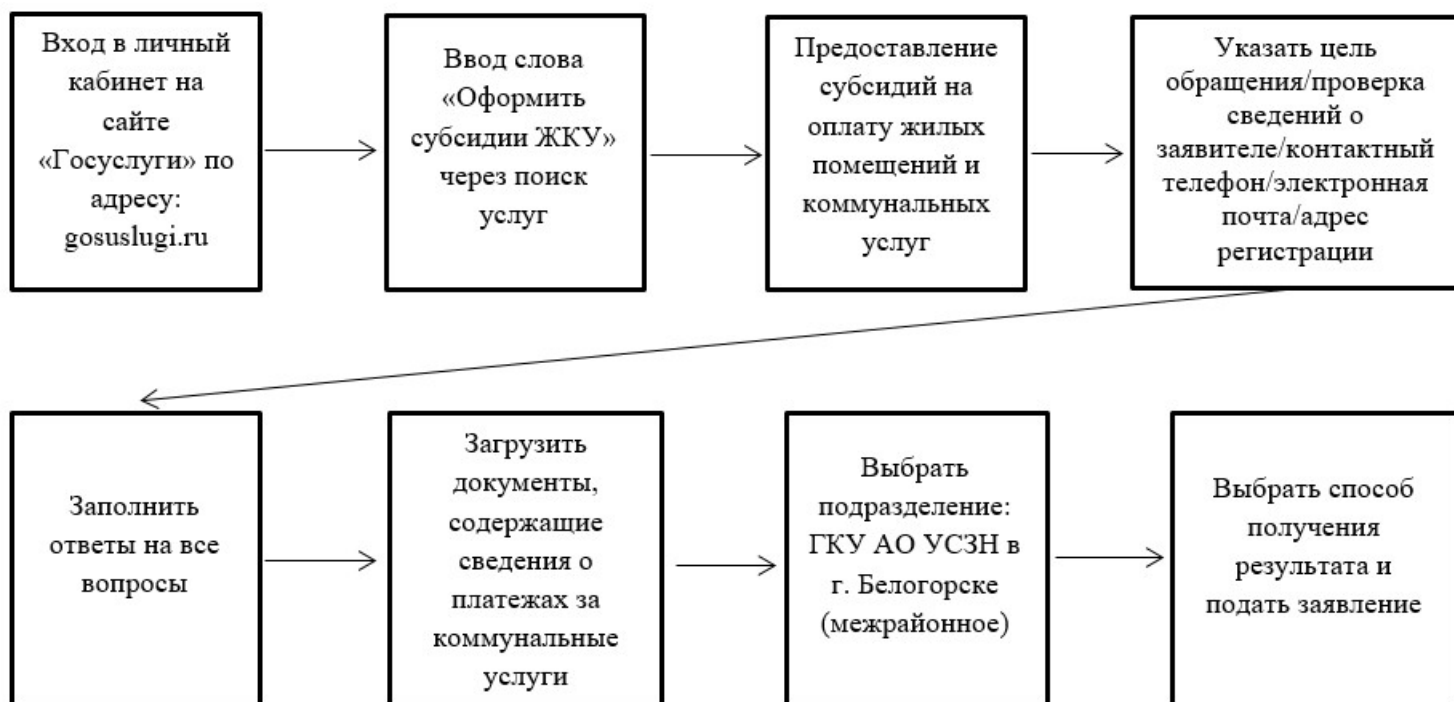 Вход в личный
кабинет на
сайте
«Госуслуги» по
адресу:
gosuslugi.ru
Ввод слова
«Оформить
субсидии ЖКУ»
через поиск
услуг
Предоставление
субсидий на
оплату жилых
помещений и
коммунальных
услуг
Указать цель
обращения/проверка
сведений о
заявителе/контактный
телефон/электронная
почта/адрес
регистрации
Заполнить
ответы на все
вопросы
Загрузить
документы,
содержащие
сведения о
платежах за
коммунальные
услуги
Выбрать
подразделение:
ГКУ АО УСЗН в
г. Белогорске
(межрайонное)
Выбрать способ
получения
результата и
подать заявление